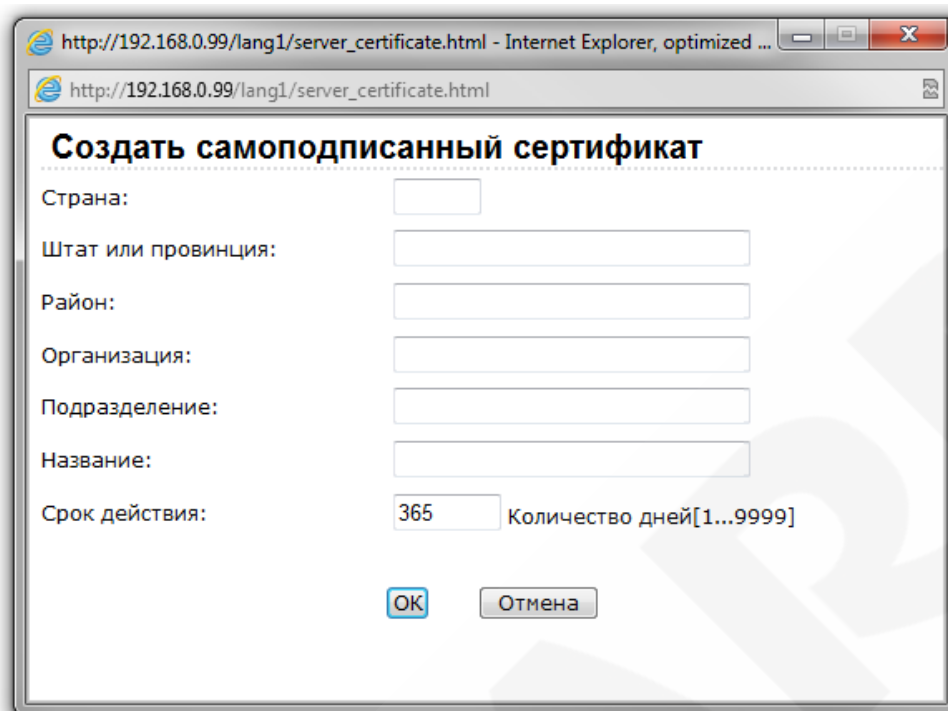 http://192.168.0.99/lang1/server_certificate.html - Internet Explorer, optimized ...
http://192.168.0.99/lang1/server_certificate.html
Создать самоподписанный сертификат
Страна:
Штат или провинция:
Район:
Организация:
Подразделение:
Название:
Срок действия: 365 Количество дней[1...9999]
OK Отмена